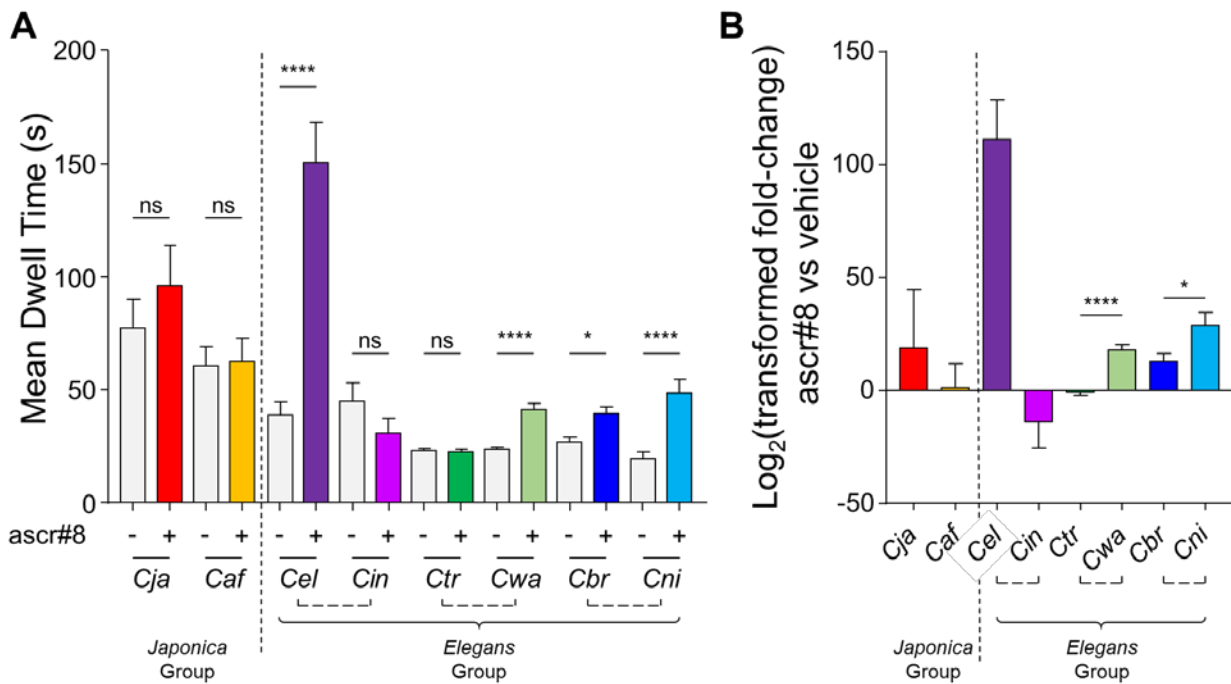 A
Mean Dwell Time (s)
200
150
100
50
0
ns
ns
****
ns
ns
****
*
****
ascr#8
- + - + - + - + - + - + - + - +
Cja Caf Cel Cin Ctr Cwa Cbr Cni
Japonica
Group
Elegans
Group
B
Log2(transformed fold-change)
ascr#8 vs vehicle
150
100
50
0
-50
****
*
Cja Caf Cel Cin Ctr Cwa Cbr Cni
Japonica
Group
Elegans
Group